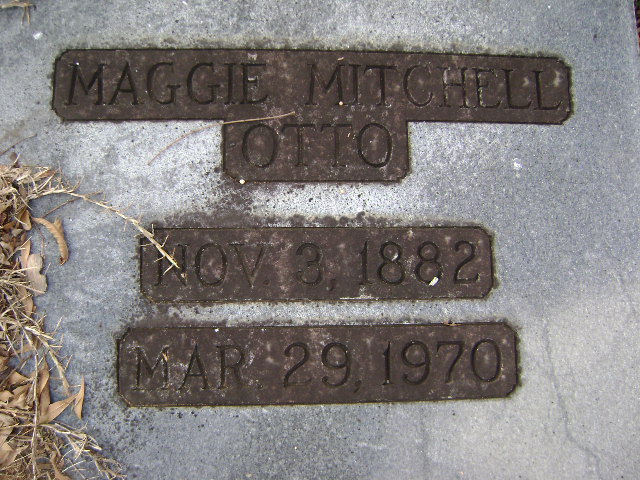 MAGGIE MITCHELL
OTTO
NOV. 3, 1882
MAR. 29, 1970